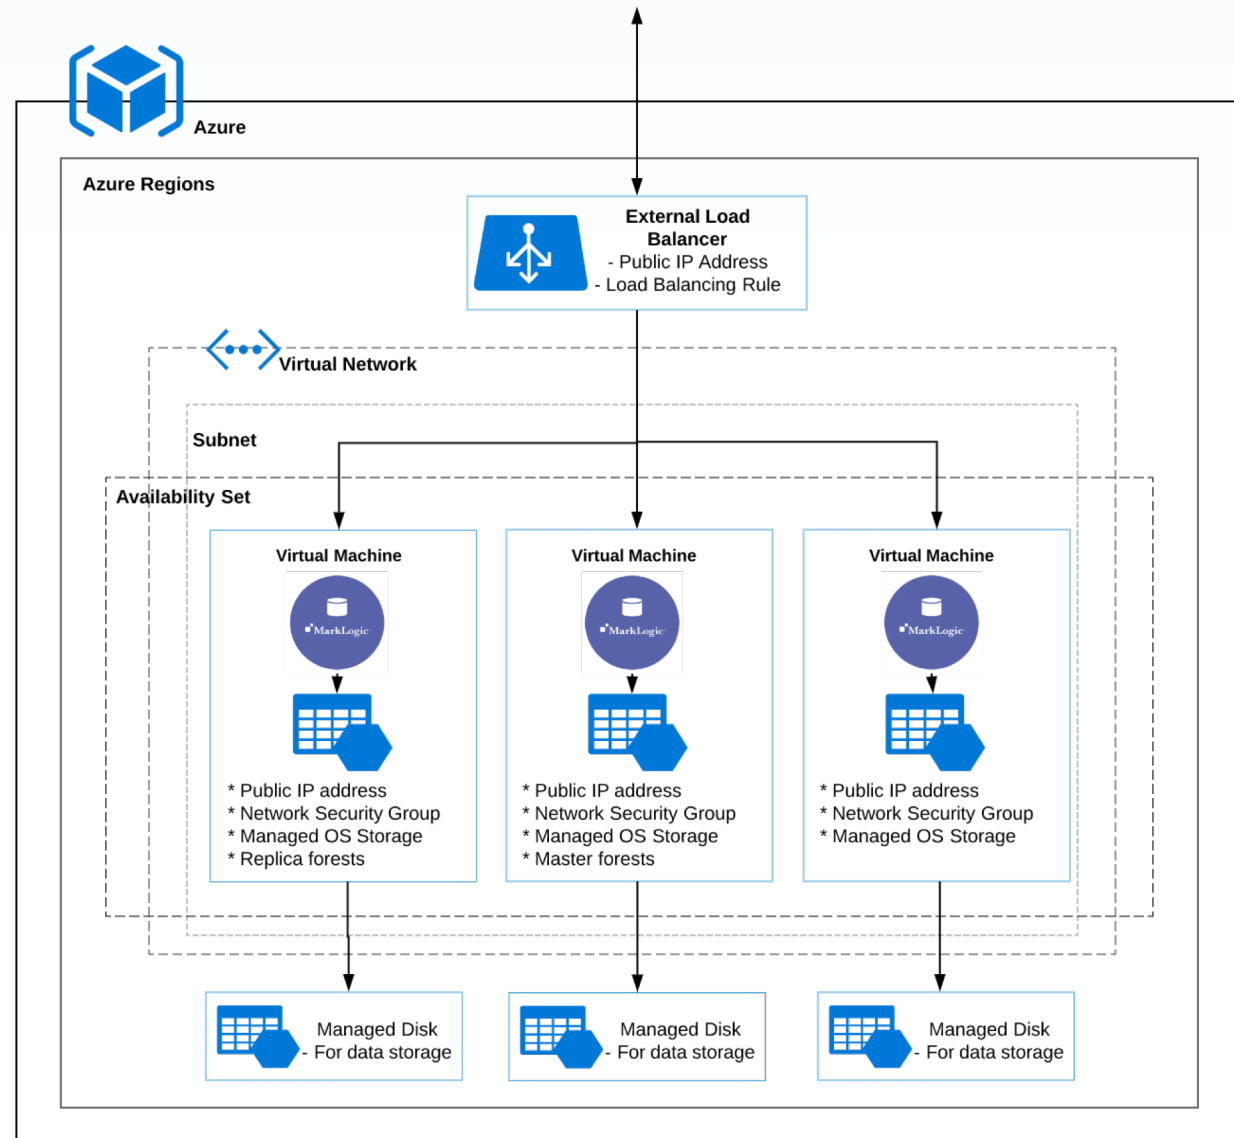 Azure
Azure Regions
External Load
Balancer
- Public IP Address
- Load Balancing Rule
Virtual Network
Subnet
Availability Set
Virtual Machine
MarkLogic
* Public IP address
* Network Security Group
* Managed OS Storage
* Replica forests
Virtual Machine
MarkLogic
* Public IP address
* Network Security Group
* Managed OS Storage
* Master forests
Virtual Machine
MarkLogic
* Public IP address
* Network Security Group
* Managed OS Storage
Managed Disk
- For data storage
Managed Disk
- For data storage
Managed Disk
- For data storage